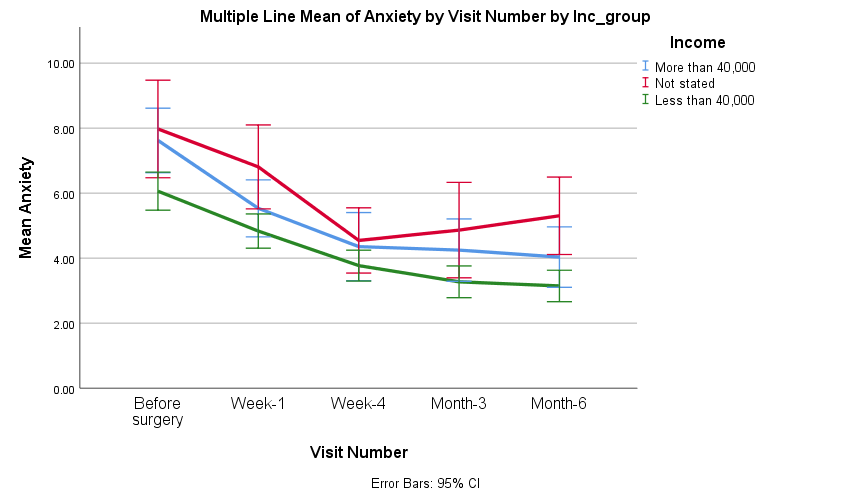 Multiple Line Mean of Anxiety by Visit Number by Inc_group
Income
More than 40,000
Not stated
Less than 40,000
Mean Anxiety
10.00
8.00
6.00
4.00
2.00
0.00
Before surgery
Week-1
Week-4
Month-3
Month-6
Visit Number
Error Bars: 95% CI